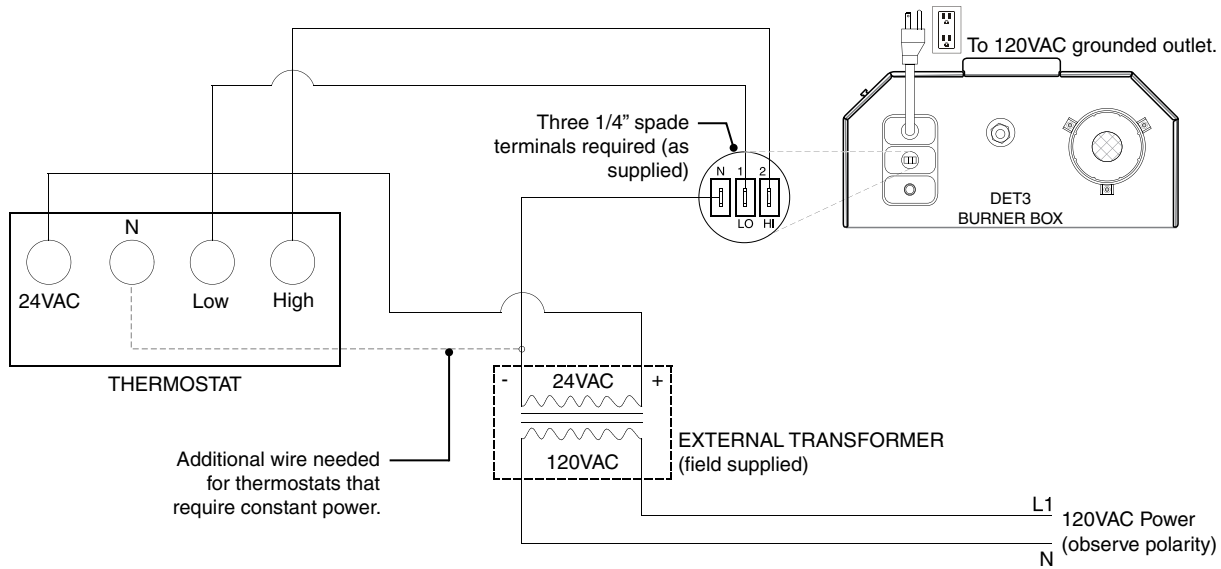 To 120VAC grounded outlet.
Three 1/4” spade
terminals required (as
supplied)
N 1 2
LO HI
DET3
BURNER BOX
N
24VAC
Low
High
THERMOSTAT
- 24VAC +
120VAC
EXTERNAL TRANSFORMER
(field supplied)
Additional wire needed
for thermostats that
require constant power.
L1
120VAC Power
(observe polarity)
N